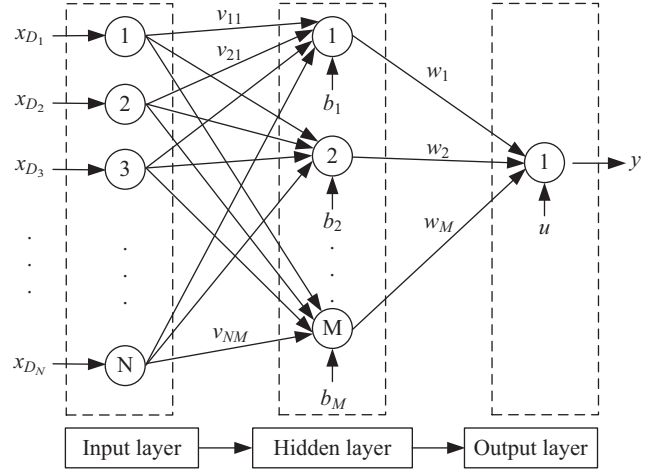 x_{D_1} 1 v_{11} 1 w_1
v_{21}
b_1
x_{D_2} 2 2 w_2 1 y
x_{D_3} 3
b_2 w_M u
. . .
. . .
. . .
M
x_{D_N} N v_{NM}
b_M
Input layer Hidden layer Output layer